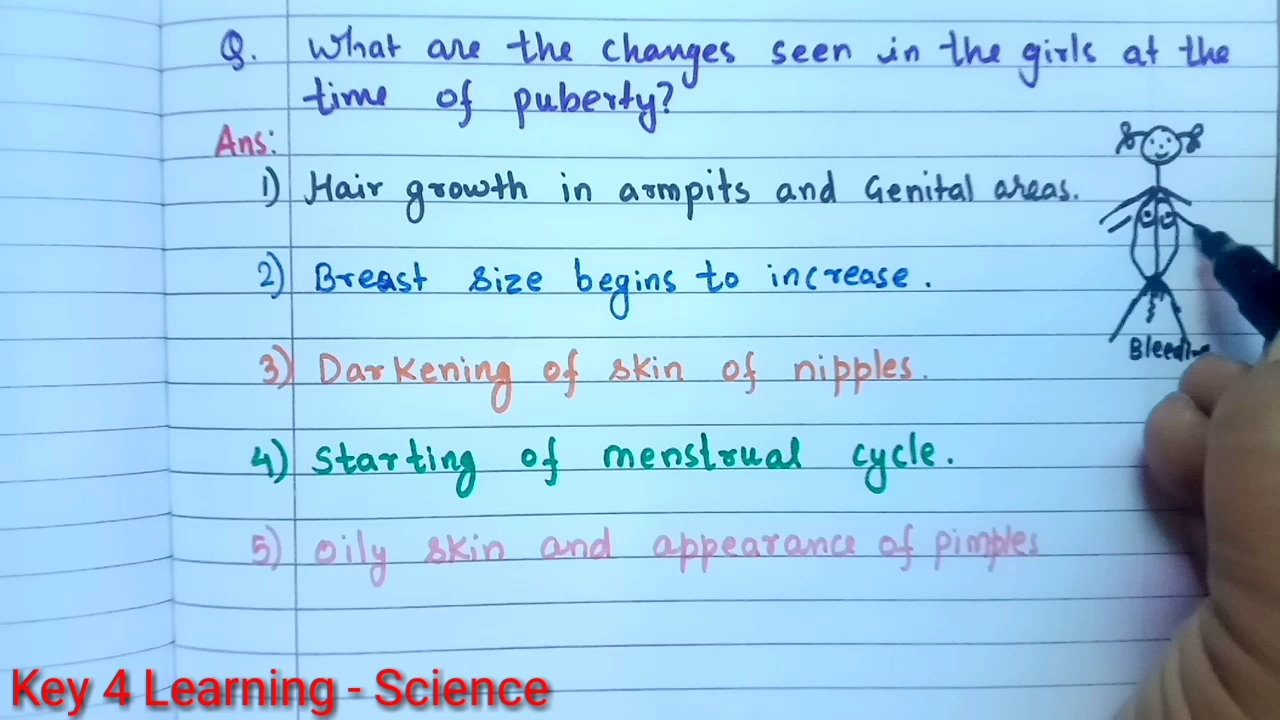 Q. What are the changes seen in the girls at the
time of puberty?
Ans:
1) Hair growth in armpits and Genital areas.
2) Breast size begins to increase.
3) Darkening of skin of nipples.
4) Starting of menstrual cycle.
5) oily skin and appearance of pimples
Key 4 Learning - Science